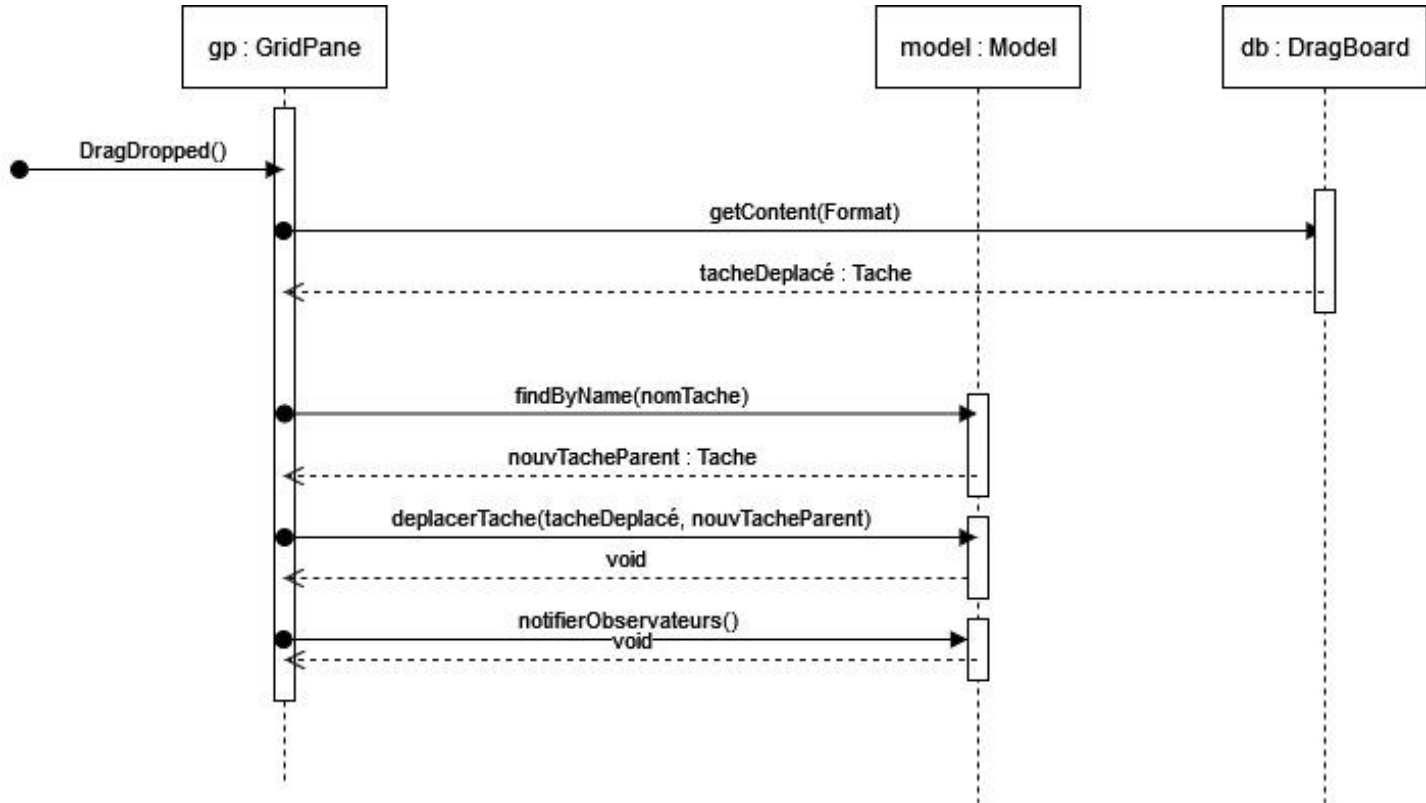 gp : GridPane
model : Model
db : DragBoard
DragDropped()
getContent(Format)
tacheDeplacé : Tache
findByName(nomTache)
nouvTacheParent : Tache
deplacerTache(tacheDeplacé, nouvTacheParent)
void
notifierObservateurs()
void